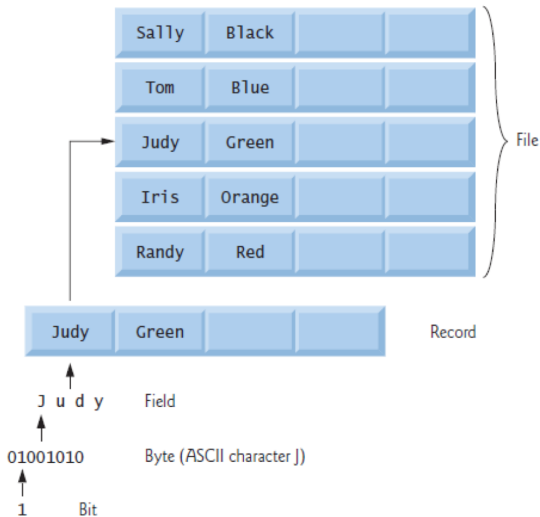 Sally Black
Tom Blue
Judy Green
File
Iris Orange
Randy Red
Judy Green Record
J u d y Field
01001010 Byte (ASCII character J)
1 Bit